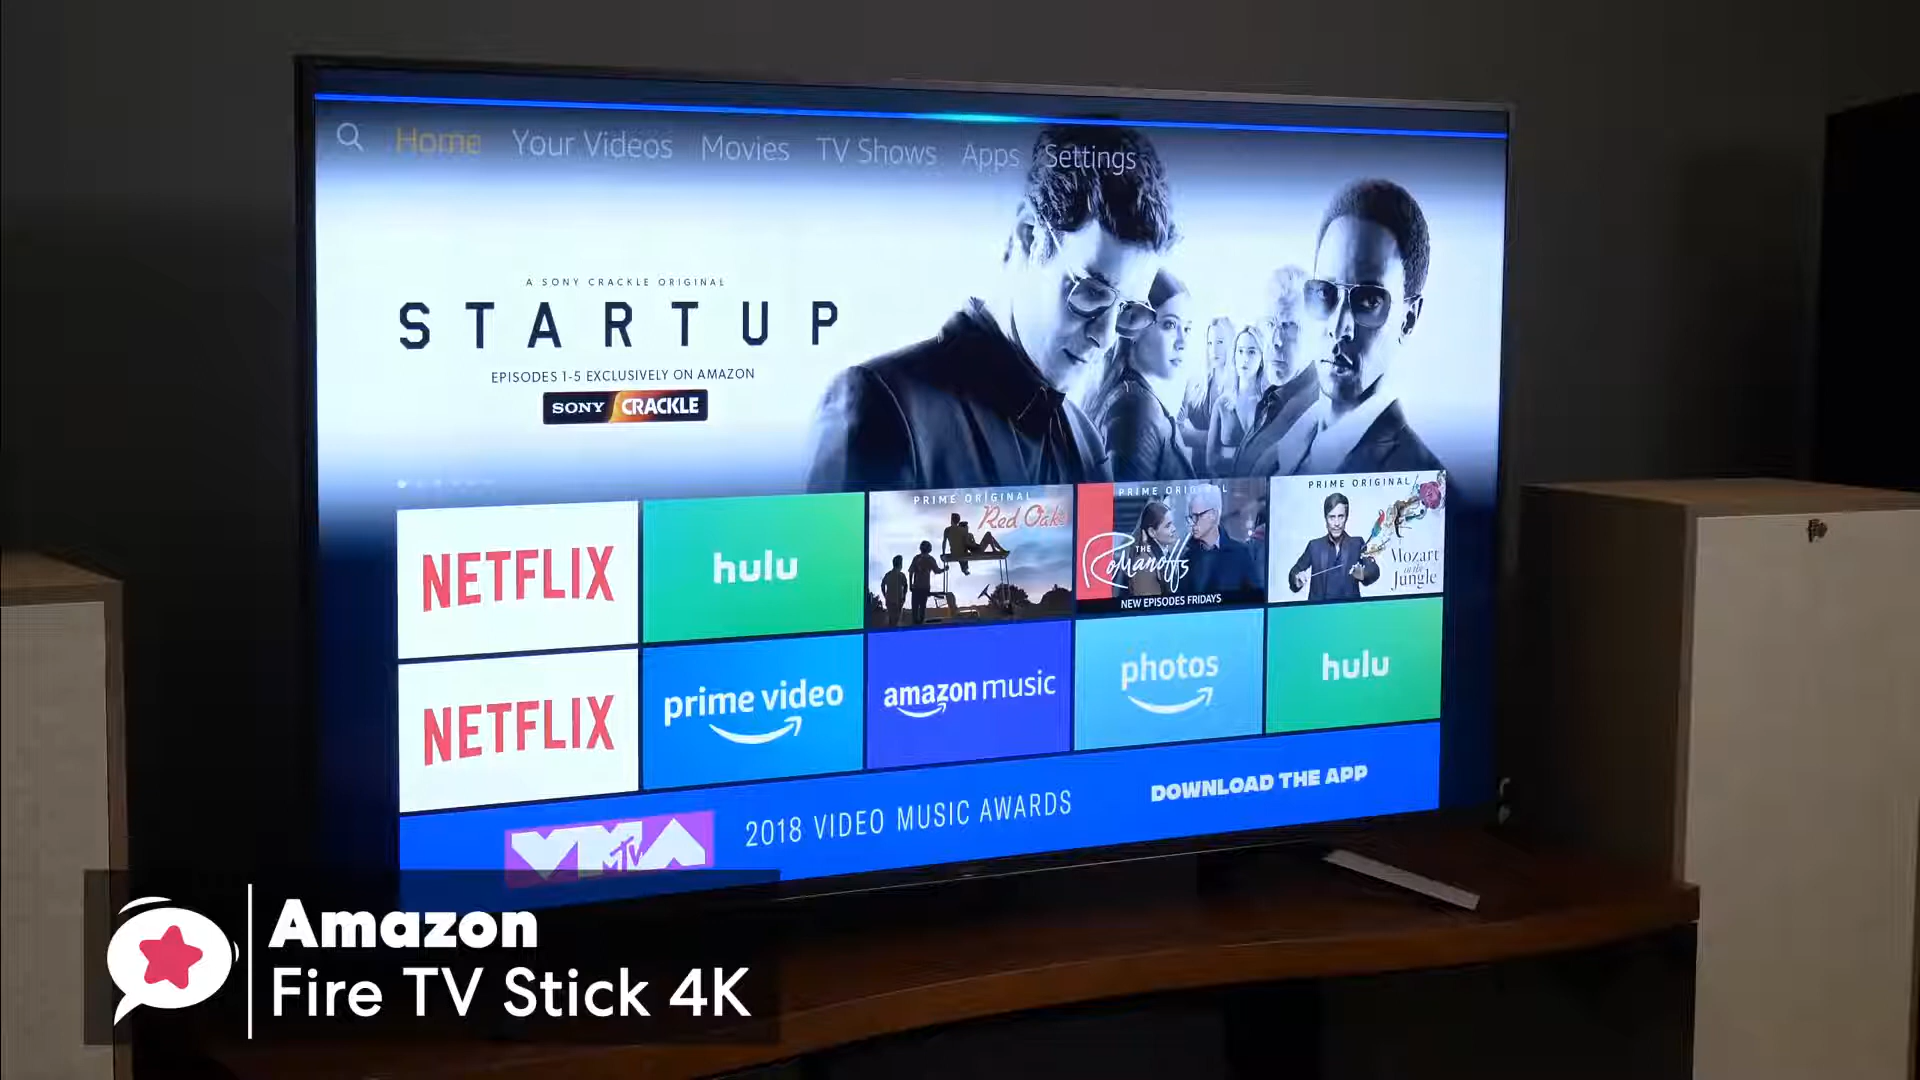 Home Your Videos Movies TV Shows Apps Settings
A SONY CRACKLE ORIGINAL
STARTUP
EPISODES 1-5 EXCLUSIVELY ON AMAZON
SONY CRACKLE
NETFLIX
hulu
PRIME ORIGINAL
Red Oaks
PRIME ORIGINAL
THE
Romanoffs
NEW EPISODES FRIDAYS
PRIME ORIGINAL
Mozart
in the
Jungle
NETFLIX
prime video
amazon music
photos
hulu
VMA
MTV
2018 VIDEO MUSIC AWARDS
DOWNLOAD THE APP
Amazon
Fire TV Stick 4K